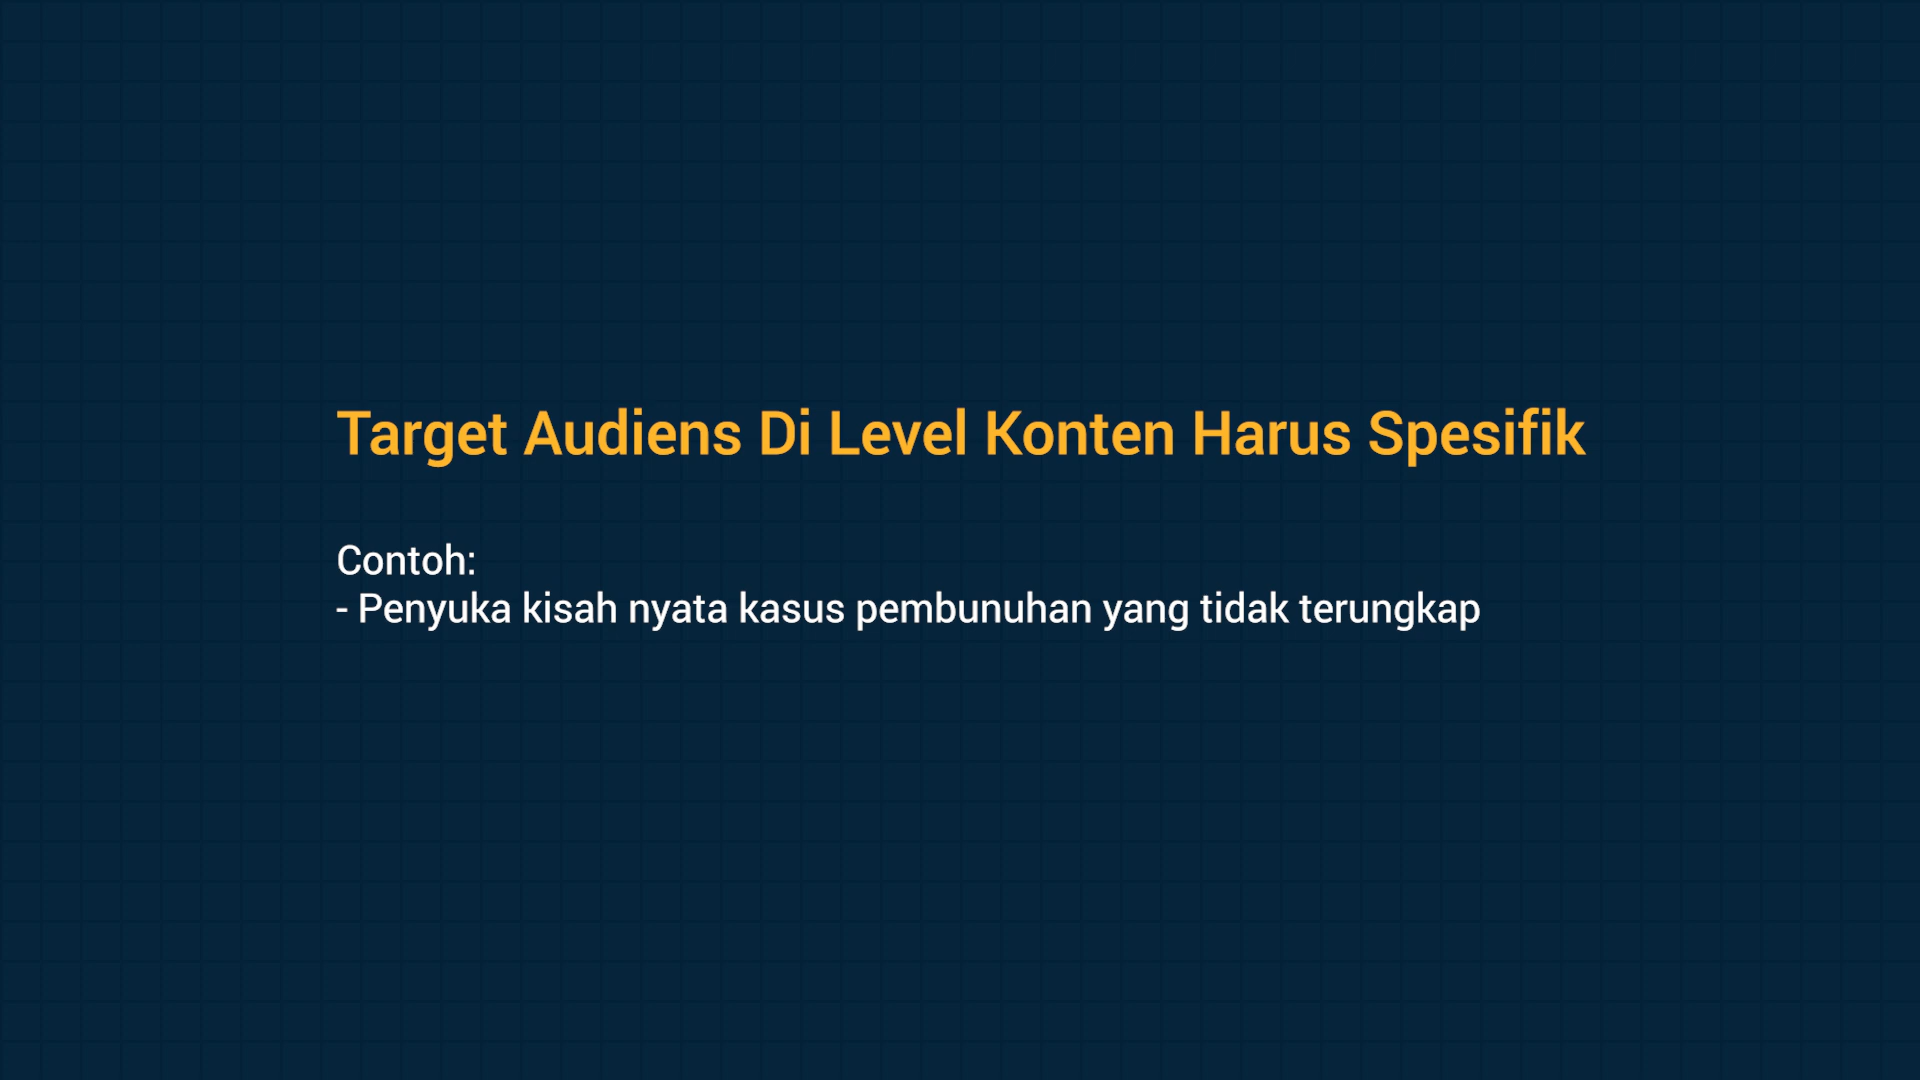 Target Audiens Di Level Konten Harus Spesifik
Contoh:
- Penyuka kisah nyata kasus pembunuhan yang tidak terungkap